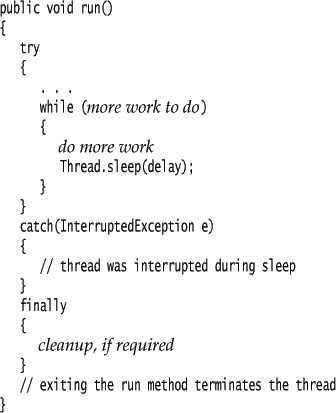 public void run()
{
try
{
. . .
while (more work to do)
{
do more work
Thread.sleep(delay);
}
}
catch(InterruptedException e)
{
// thread was interrupted during sleep
}
finally
{
cleanup, if required
}
// exiting the run method terminates the thread
}